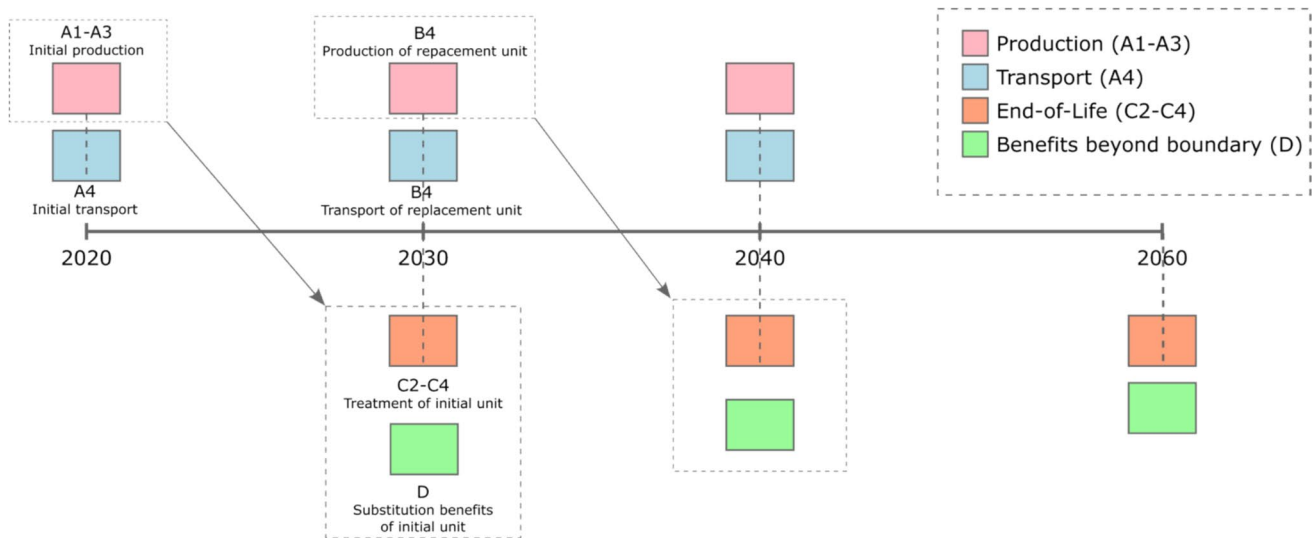 A1-A3
Initial production
B4
Production of repacement unit
Production (A1-A3)
Transport (A4)
End-of-Life (C2-C4)
Benefits beyond boundary (D)
A4
Initial transport
B4
Transport of replacement unit
2020
2030
2040
2060
C2-C4
Treatment of initial unit
D
Substitution benefits
of initial unit